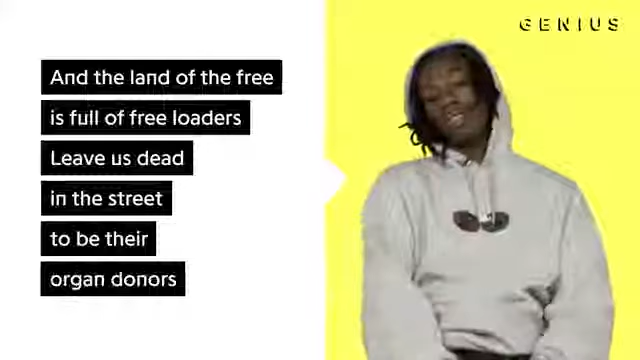 GENIUS
And the land of the free
is full of free loaders
Leave us dead
in the street
to be their
organ donors